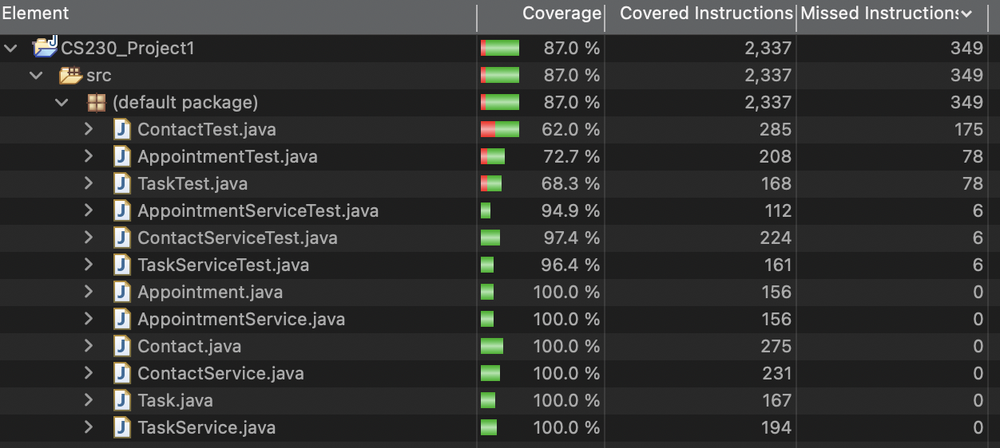 Element Coverage Covered Instructions Missed Instructions
CS230_Project1 87.0 % 2,337 349
src 87.0 % 2,337 349
(default package) 87.0 % 2,337 349
ContactTest.java 62.0 % 285 175
AppointmentTest.java 72.7 % 208 78
TaskTest.java 68.3 % 168 78
AppointmentServiceTest.java 94.9 % 112 6
ContactServiceTest.java 97.4 % 224 6
TaskServiceTest.java 96.4 % 161 6
Appointment.java 100.0 % 156 0
AppointmentService.java 100.0 % 156 0
Contact.java 100.0 % 275 0
ContactService.java 100.0 % 231 0
Task.java 100.0 % 167 0
TaskService.java 100.0 % 194 0